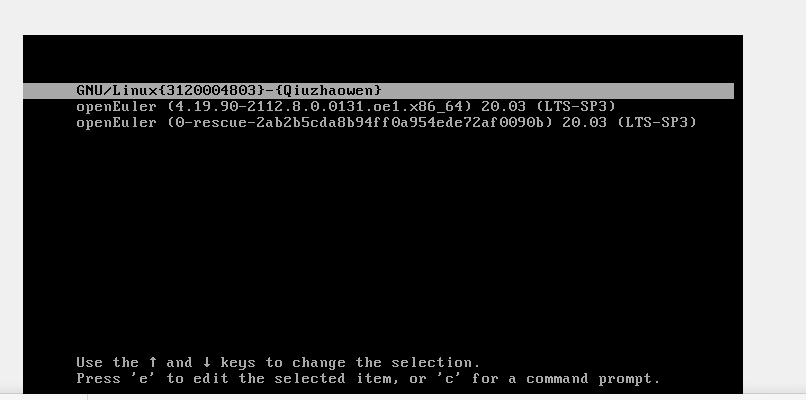 GNU/Linux{3120004803}-{Qiuzhaowen}
openEuler (4.19.90-2112.8.0.0131.oe1.x86_64) 20.03 (LTS-SP3)
openEuler (0-rescue-2ab2b5cda8b94ff0a954ede72af0090b) 20.03 (LTS-SP3)
Use the ↑ and ↓ keys to change the selection.
Press 'e' to edit the selected item, or 'c' for a command prompt.